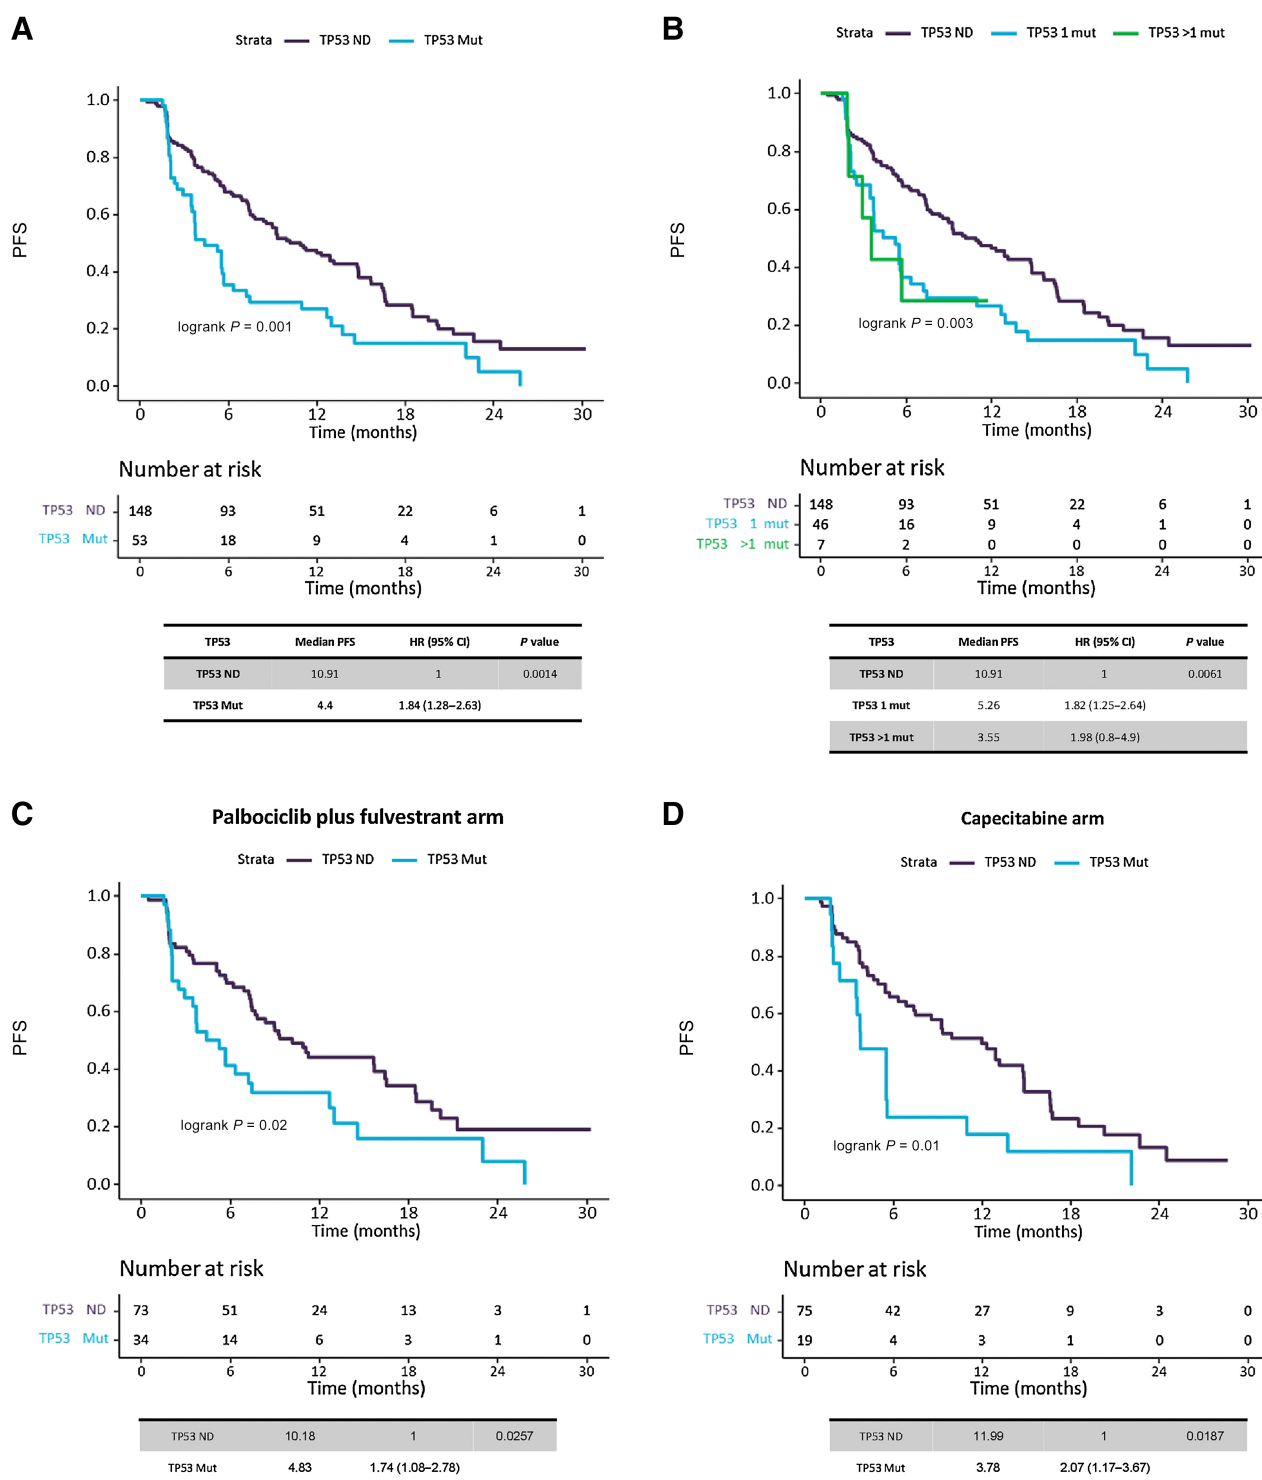 A
Strata TP53 ND TP53 Mut
PFS
1.0
0.8
0.6
0.4
0.2
0.0
logrank P = 0.001
0 6 12 18 24 30
Time (months)
Number at risk
TP53 ND 148 93 51 22 6 1
TP53 Mut 53 18 9 4 1 0
0 6 12 18 24 30
Time (months)
TP53 Median PFS HR (95% CI) P value
TP53 ND 10.91 1 0.0014
TP53 Mut 4.4 1.84 (1.28–2.63)
B
Strata TP53 ND TP53 1 mut TP53 >1 mut
PFS
1.0
0.8
0.6
0.4
0.2
0.0
logrank P = 0.003
0 6 12 18 24 30
Time (months)
Number at risk
TP53 ND 148 93 51 22 6 1
TP53 1 mut 46 16 9 4 1 0
TP53 >1 mut 7 2 0 0 0 0
0 6 12 18 24 30
Time (months)
TP53 Median PFS HR (95% CI) P value
TP53 ND 10.91 1 0.0061
TP53 1 mut 5.26 1.82 (1.25–2.64)
TP53 >1 mut 3.55 1.98 (0.8–4.9)
C
Palbociclib plus fulvestrant arm
Strata TP53 ND TP53 Mut
PFS
1.0
0.8
0.6
0.4
0.2
0.0
logrank P = 0.02
0 6 12 18 24 30
Time (months)
Number at risk
TP53 ND 73 51 24 13 3 1
TP53 Mut 34 14 6 3 1 0
0 6 12 18 24 30
Time (months)
TP53 ND 10.18 1 0.0257
TP53 Mut 4.83 1.74 (1.08–2.78)
D
Capecitabine arm
Strata TP53 ND TP53 Mut
PFS
1.0
0.8
0.6
0.4
0.2
0.0
logrank P = 0.01
0 6 12 18 24 30
Time (months)
Number at risk
TP53 ND 75 42 27 9 3 0
TP53 Mut 19 4 3 1 0 0
0 6 12 18 24 30
Time (months)
TP53 ND 11.99 1 0.0187
TP53 Mut 3.78 2.07 (1.17–3.67)